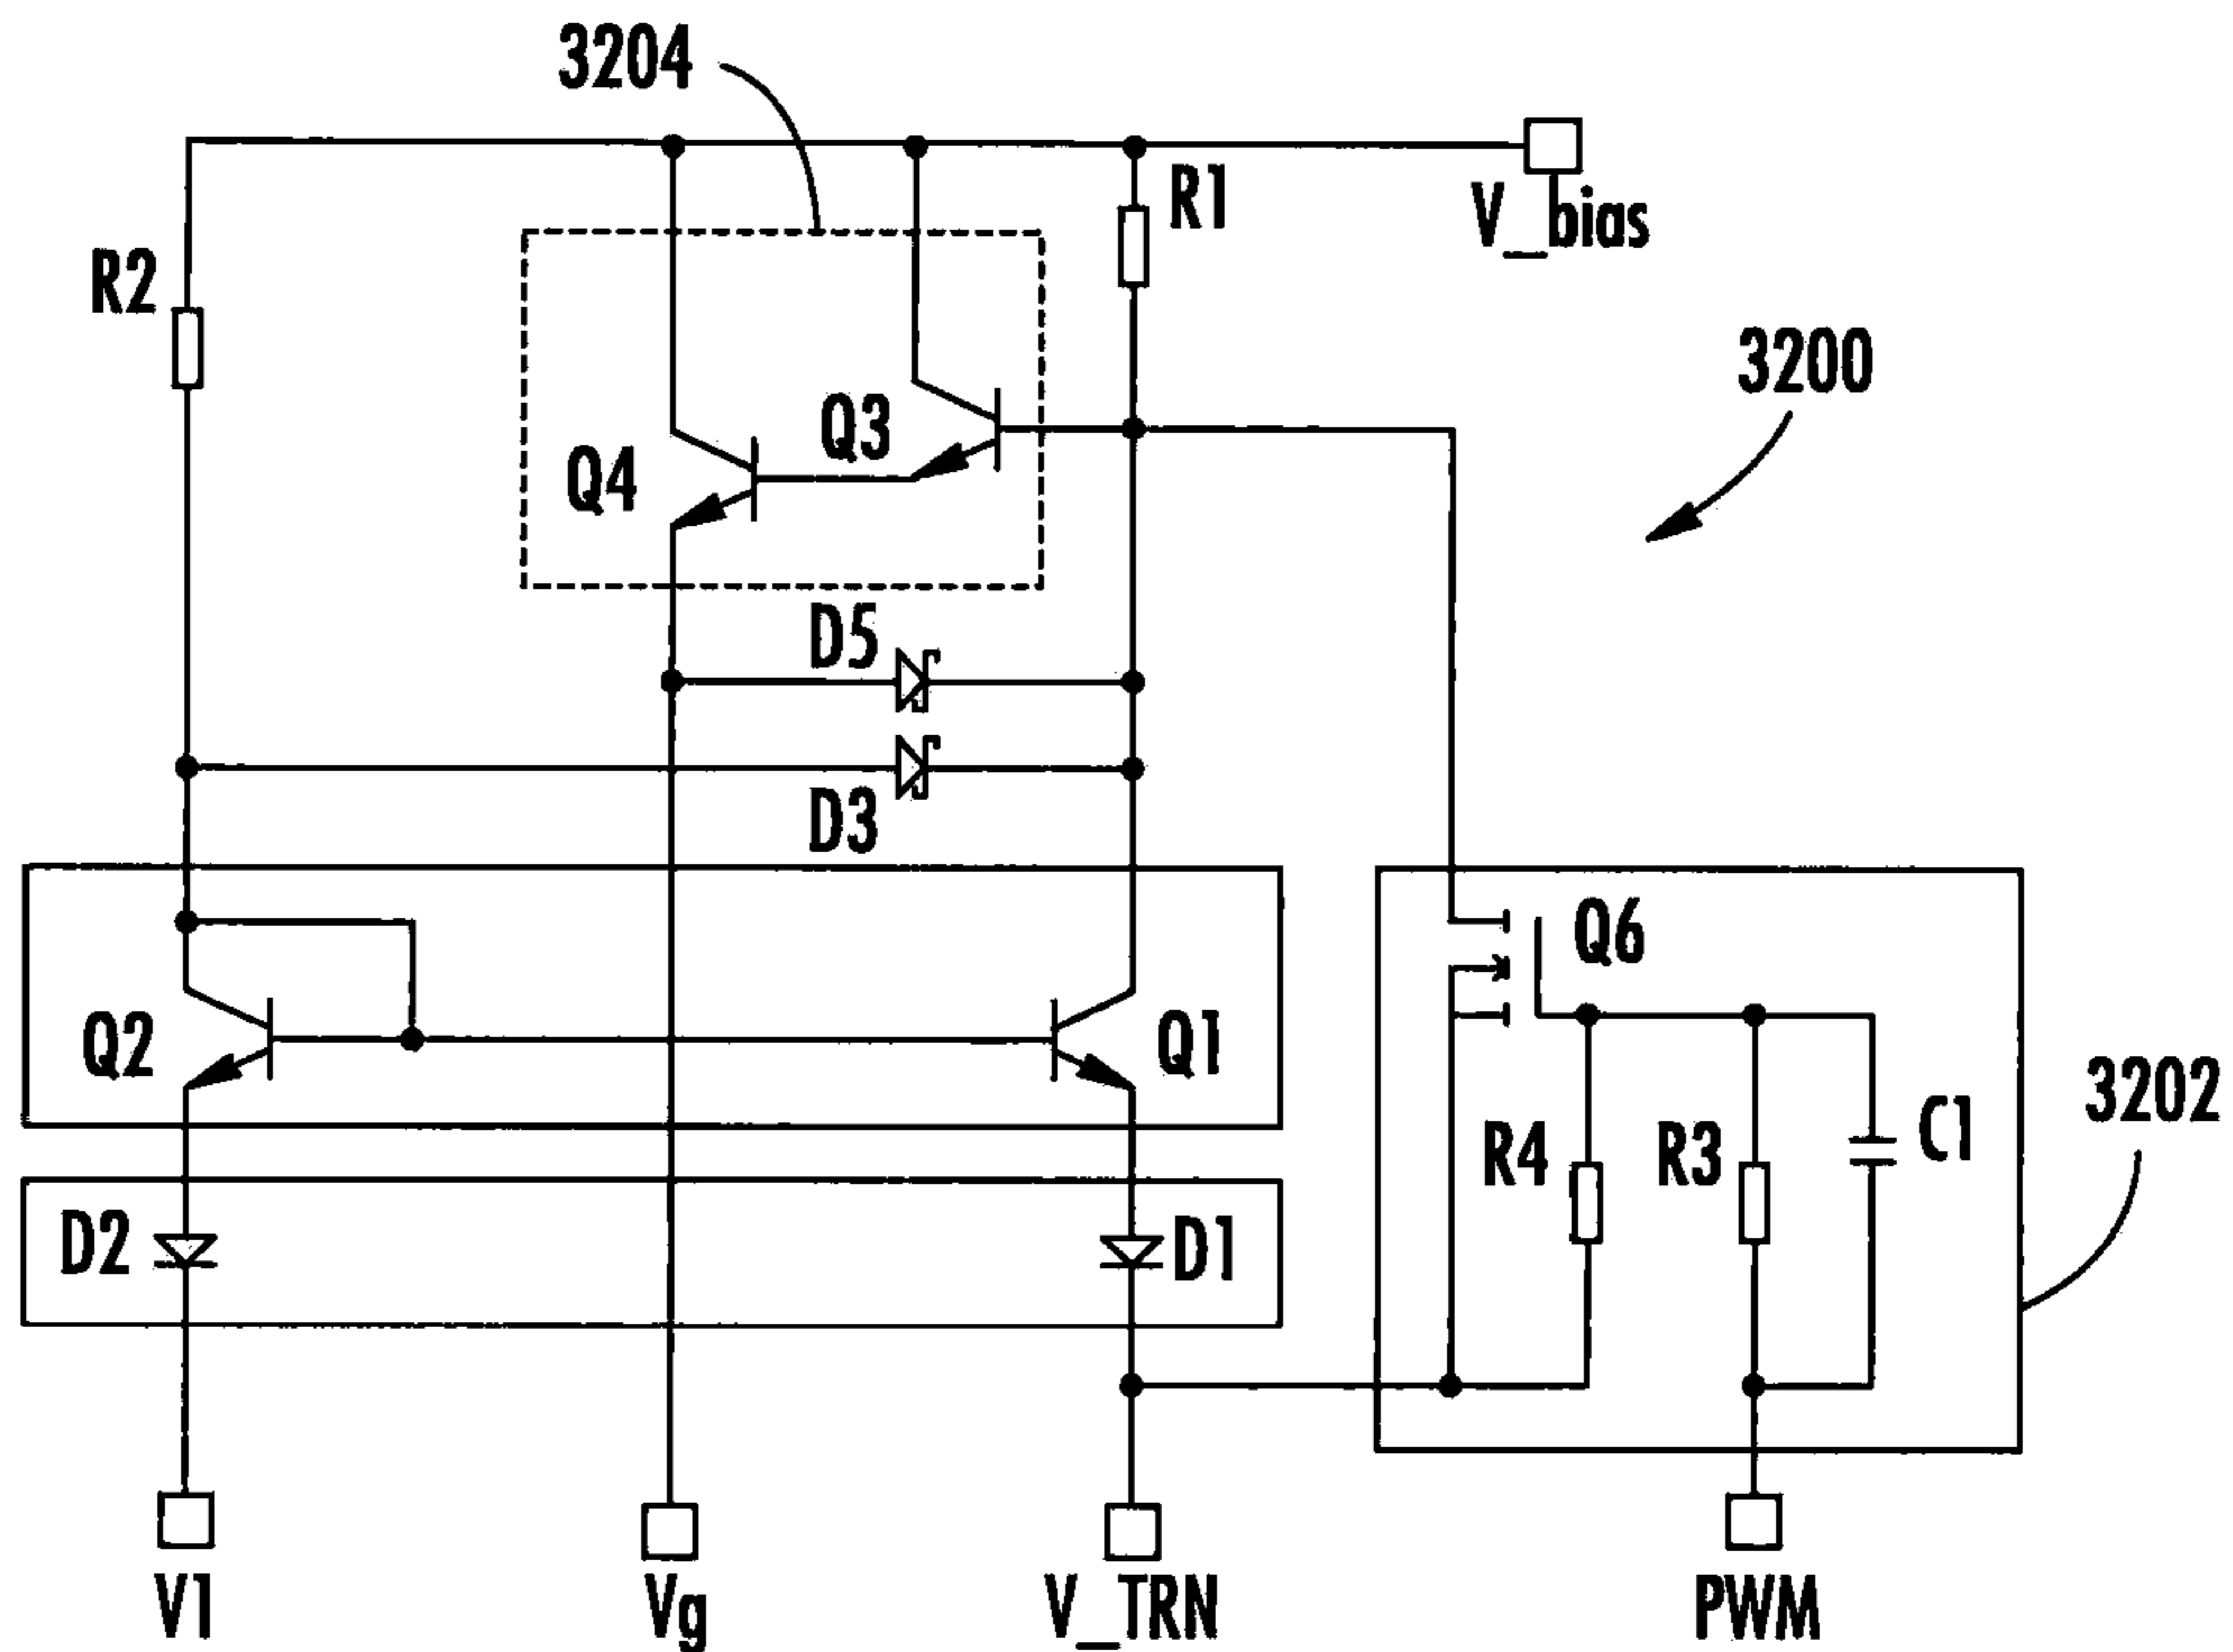 3204
R1
V_bias
R2
3200
Q3
Q4
D5
D3
Q6
Q2
Q1
3202
C1
R4
R3
D2
D1
V1
Vg
V_TRN
PWM